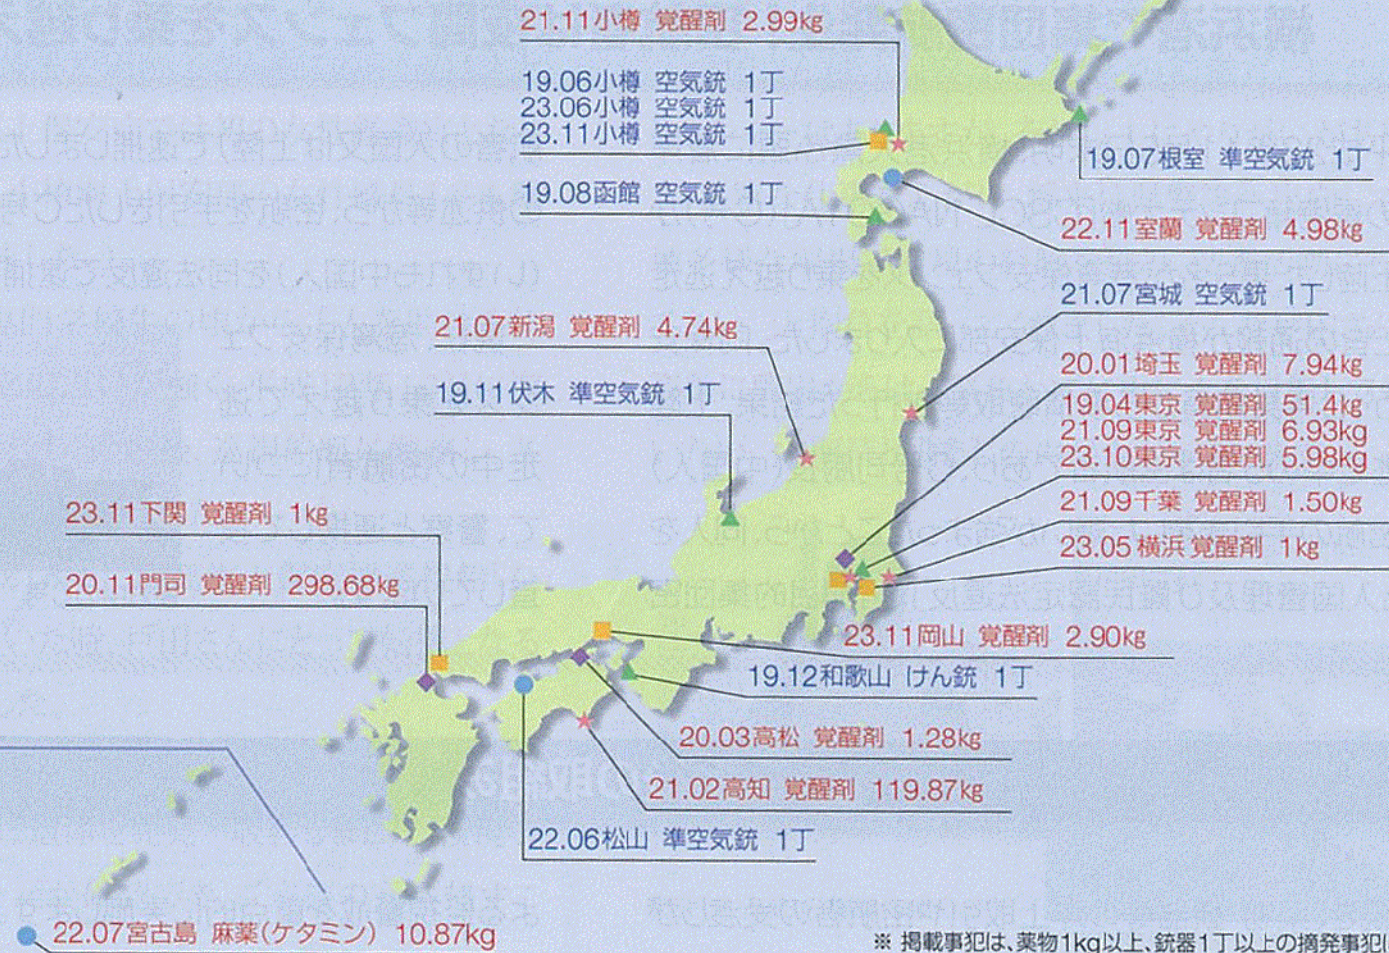 21.11小樽 覚醒剤 2.99kg
19.06小樽 空気銃 1丁
23.06小樽 空気銃 1丁
23.11小樽 空気銃 1丁
19.07根室 準空気銃 1丁
19.08函館 空気銃 1丁
22.11室蘭 覚醒剤 4.98kg
21.07宮城 空気銃 1丁
21.07新潟 覚醒剤 4.74kg
20.01埼玉 覚醒剤 7.94kg
19.11伏木 準空気銃 1丁
19.04東京 覚醒剤 51.4kg
21.09東京 覚醒剤 6.93kg
23.10東京 覚醒剤 5.98kg
21.09千葉 覚醒剤 1.50kg
23.11下関 覚醒剤 1kg
23.05横浜 覚醒剤 1kg
20.11門司 覚醒剤 298.68kg
23.11岡山 覚醒剤 2.90kg
19.12和歌山 けん銃 1丁
20.03高松 覚醒剤 1.28kg
21.02高知 覚醒剤 119.87kg
22.06松山 準空気銃 1丁
22.07宮古島 麻薬(ケタミン) 10.87kg
※ 掲載事犯は、薬物1kg以上、銃器1丁以上の摘発事犯